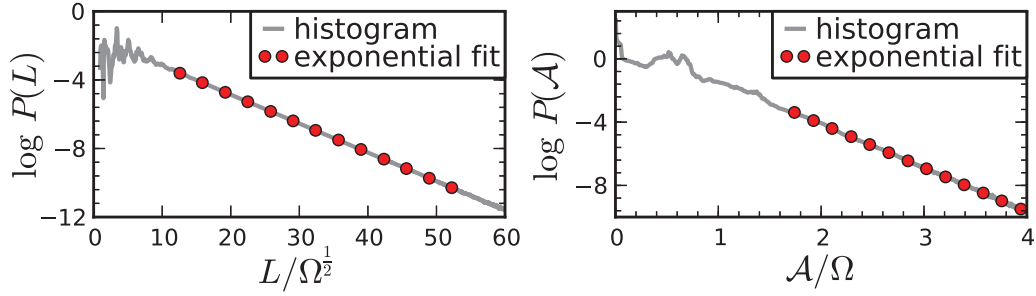 0
−4
−8
−12
log P(L)
histogram
exponential fit
0 10 20 30 40 50 60
L/Ω^{1/2}
0
−4
−8
log P(𝒜)
histogram
exponential fit
0 1 2 3 4
𝒜/Ω